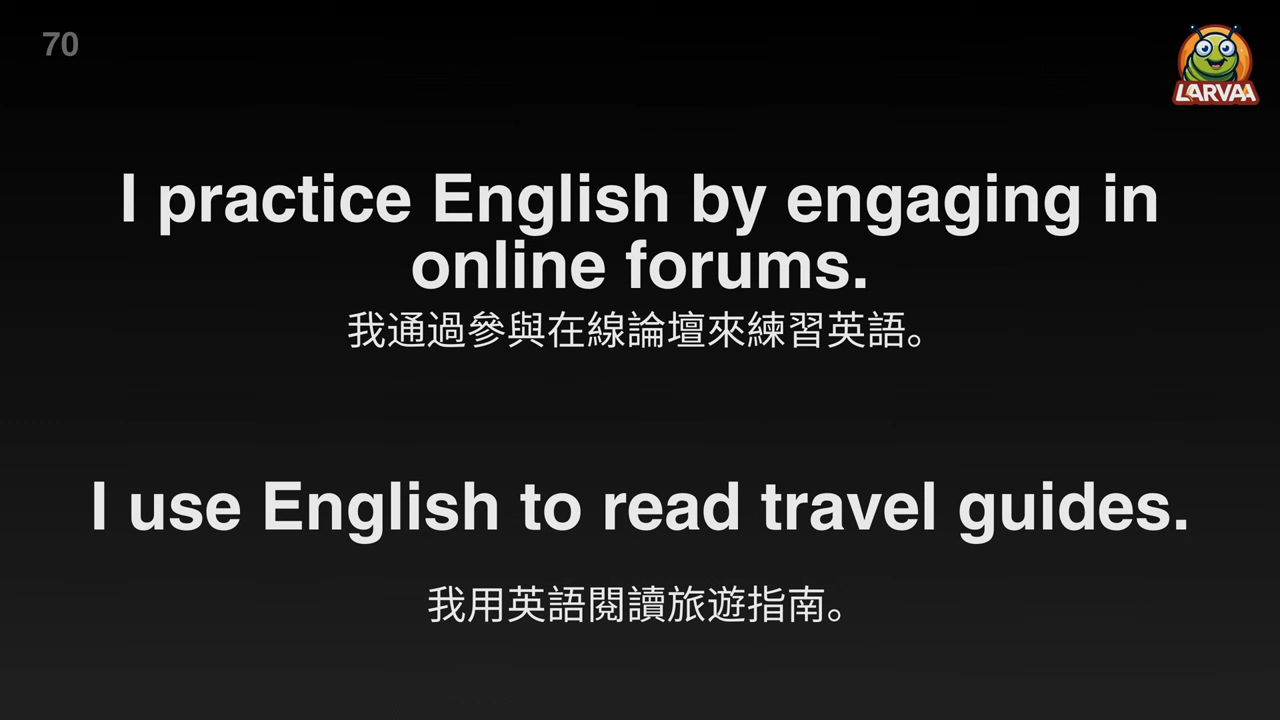 70
LARVAA
I practice English by engaging in
online forums.
我通過參與在線論壇來練習英語。
I use English to read travel guides.
我用英語閱讀旅遊指南。